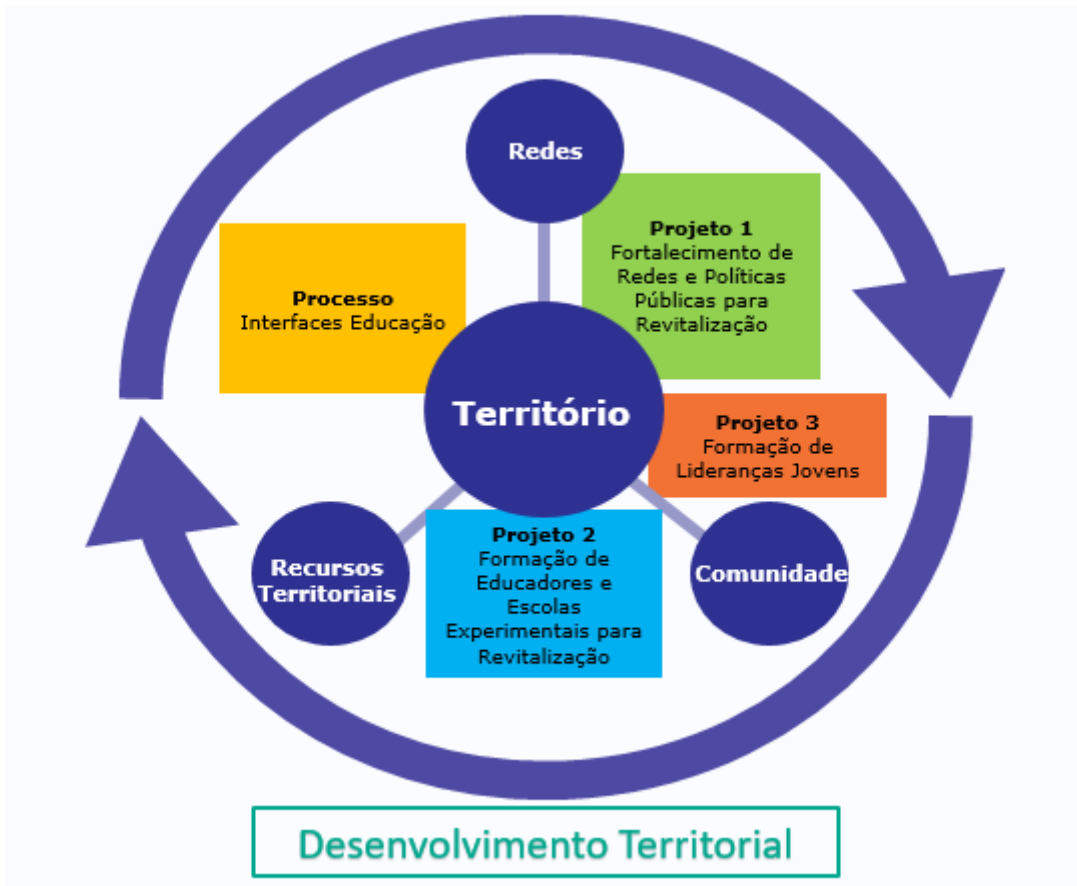 Redes
Projeto 1
Fortalecimento de
Redes e Políticas
Públicas para
Revitalização
Processo
Interfaces Educação
Território
Projeto 3
Formação de
Lideranças Jovens
Recursos
Territoriais
Projeto 2
Formação de
Educadores e
Escolas
Experimentais para
Revitalização
Comunidade
Desenvolvimento Territorial